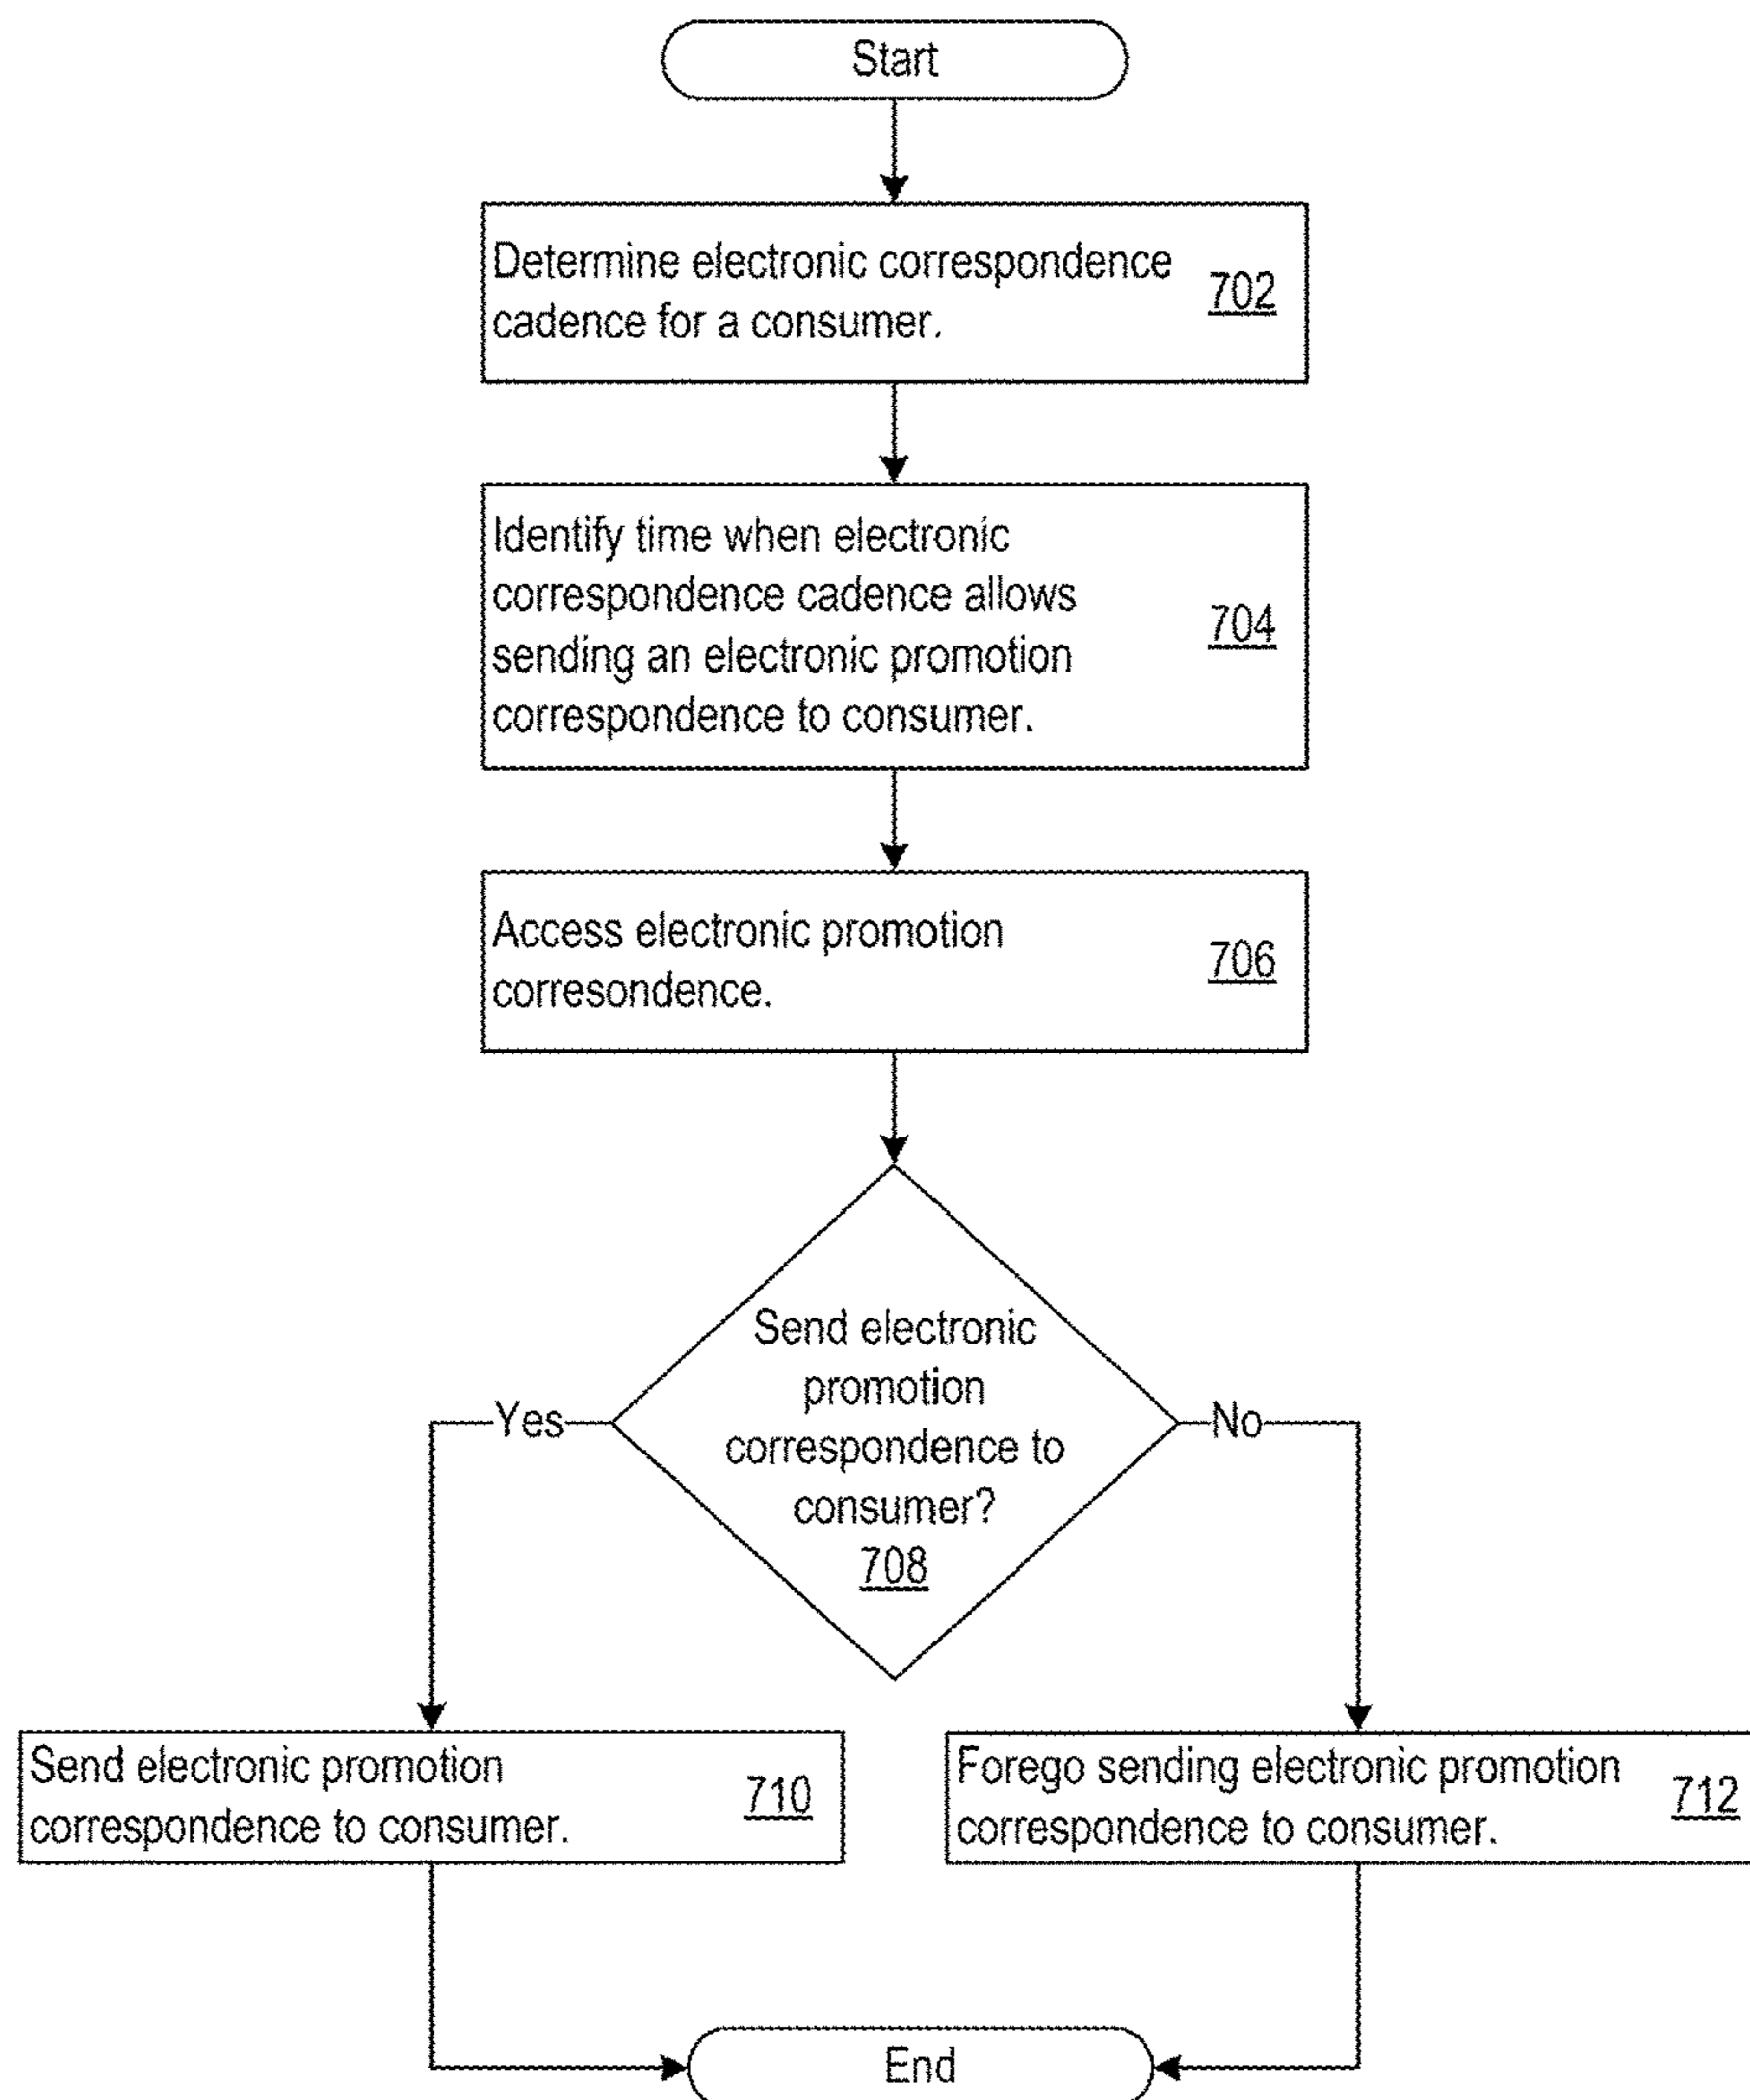 Start
Determine electronic correspondence
cadence for a consumer.
702
Identify time when electronic
correspondence cadence allows
sending an electronic promotion
correspondence to consumer.
704
Access electronic promotion
corresondence.
706
Send electronic
promotion
correspondence to
consumer?
708
Yes
No
Send electronic promotion
correspondence to consumer.
710
Forego sending electronic promotion
correspondence to consumer.
712
End